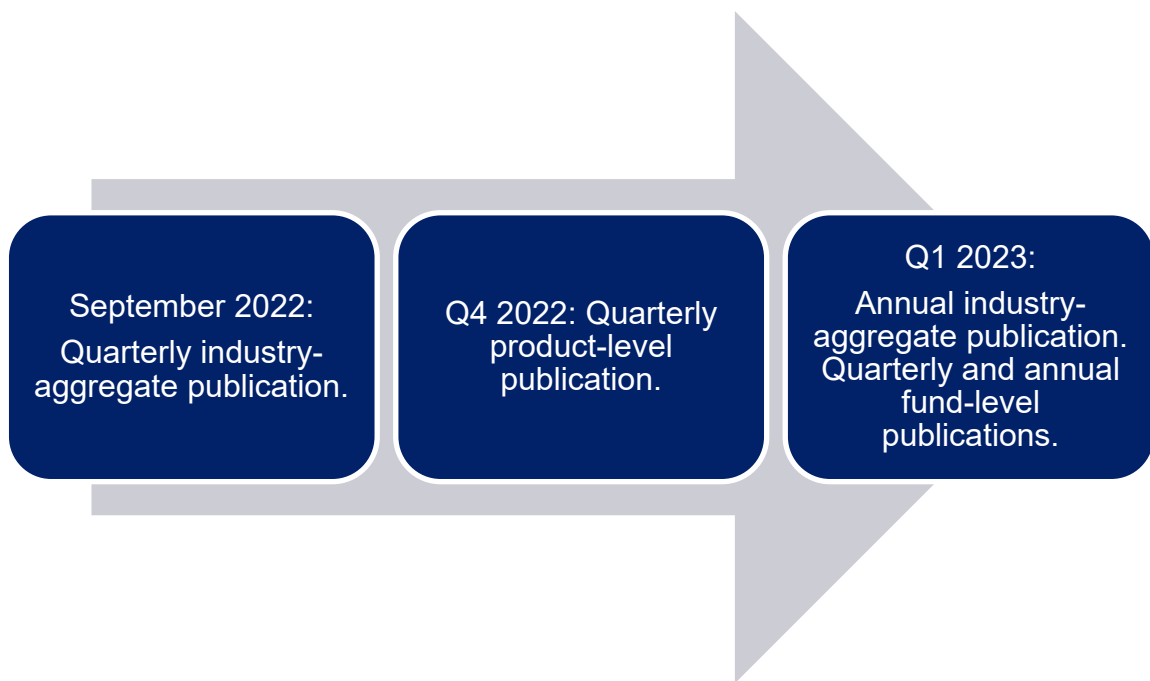 September 2022:
Quarterly industry-
aggregate publication.
Q4 2022: Quarterly
product-level
publication.
Q1 2023:
Annual industry-
aggregate publication.
Quarterly and annual
fund-level
publications.